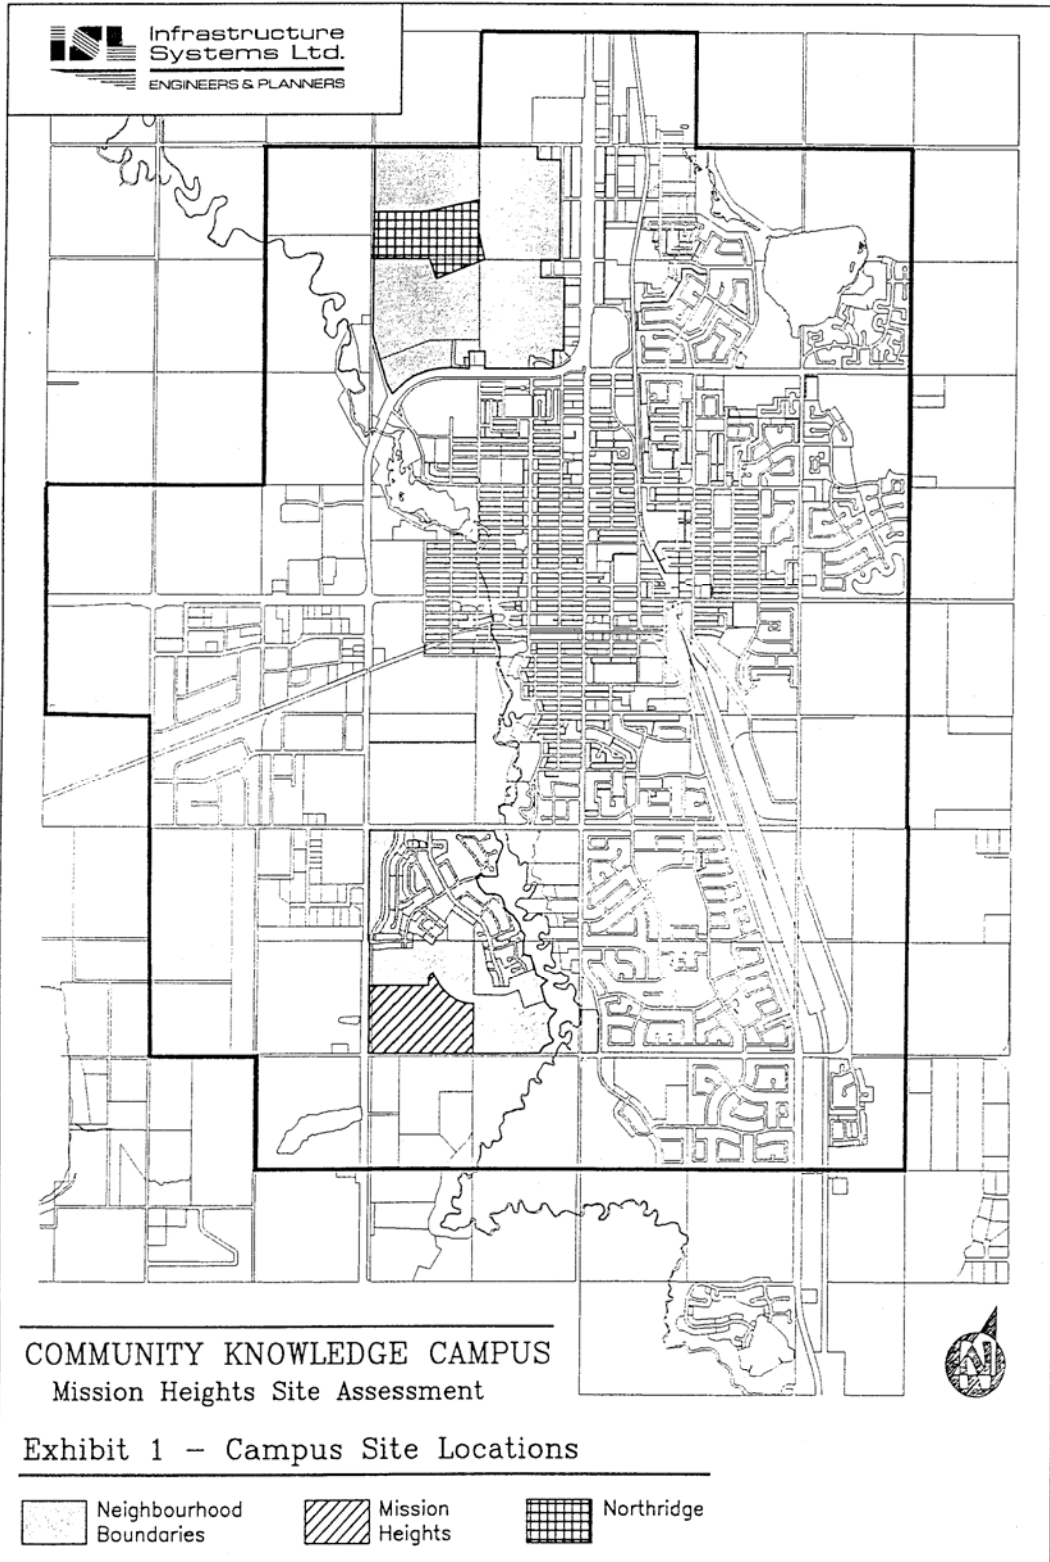 ISL Infrastructure
Systems Ltd.
ENGINEERS & PLANNERS
COMMUNITY KNOWLEDGE CAMPUS
Mission Heights Site Assessment
Exhibit 1 – Campus Site Locations
Neighbourhood
Boundaries
Mission
Heights
Northridge